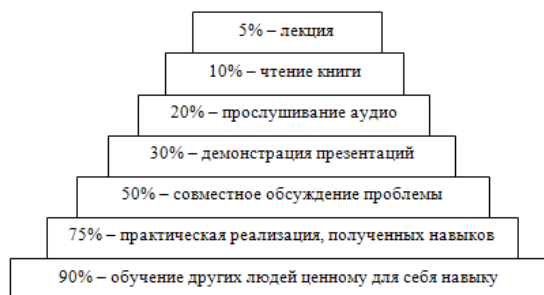 5% – лекция
10% – чтение книги
20% – прослушивание аудио
30% – демонстрация презентаций
50% – совместное обсуждение проблемы
75% – практическая реализация, полученных навыков
90% – обучение других людей ценному для себя навыку